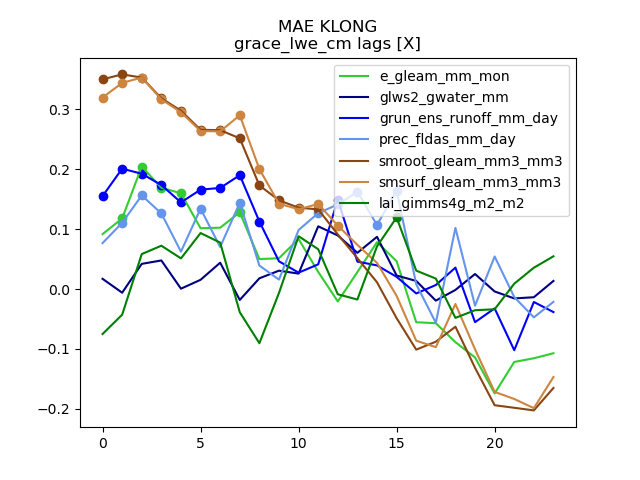 MAE KLONG
grace_lwe_cm lags [X]
e_gleam_mm_mon
glws2_gwater_mm
grun_ens_runoff_mm_day
prec_fldas_mm_day
smroot_gleam_mm3_mm3
smsurf_gleam_mm3_mm3
lai_gimms4g_m2_m2
0.3
0.2
0.1
0.0
−0.1
−0.2
0 5 10 15 20